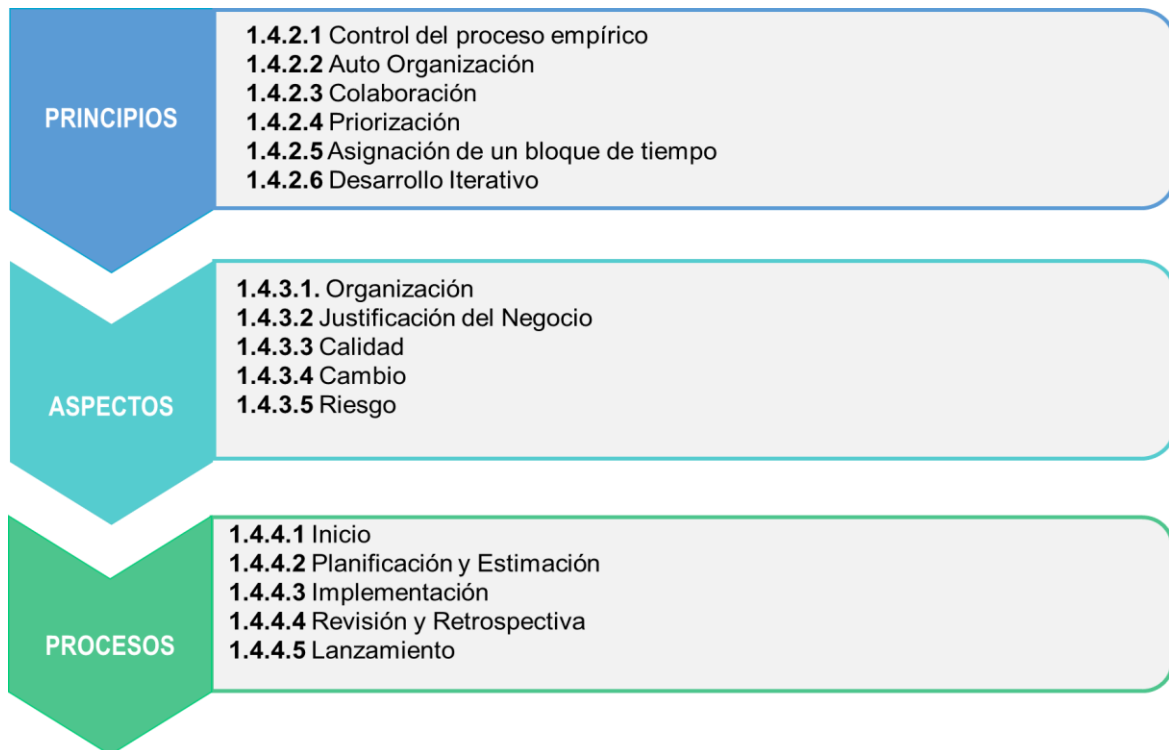 PRINCIPIOS
1.4.2.1 Control del proceso empírico
1.4.2.2 Auto Organización
1.4.2.3 Colaboración
1.4.2.4 Priorización
1.4.2.5 Asignación de un bloque de tiempo
1.4.2.6 Desarrollo Iterativo
ASPECTOS
1.4.3.1. Organización
1.4.3.2 Justificación del Negocio
1.4.3.3 Calidad
1.4.3.4 Cambio
1.4.3.5 Riesgo
PROCESOS
1.4.4.1 Inicio
1.4.4.2 Planificación y Estimación
1.4.4.3 Implementación
1.4.4.4 Revisión y Retrospectiva
1.4.4.5 Lanzamiento